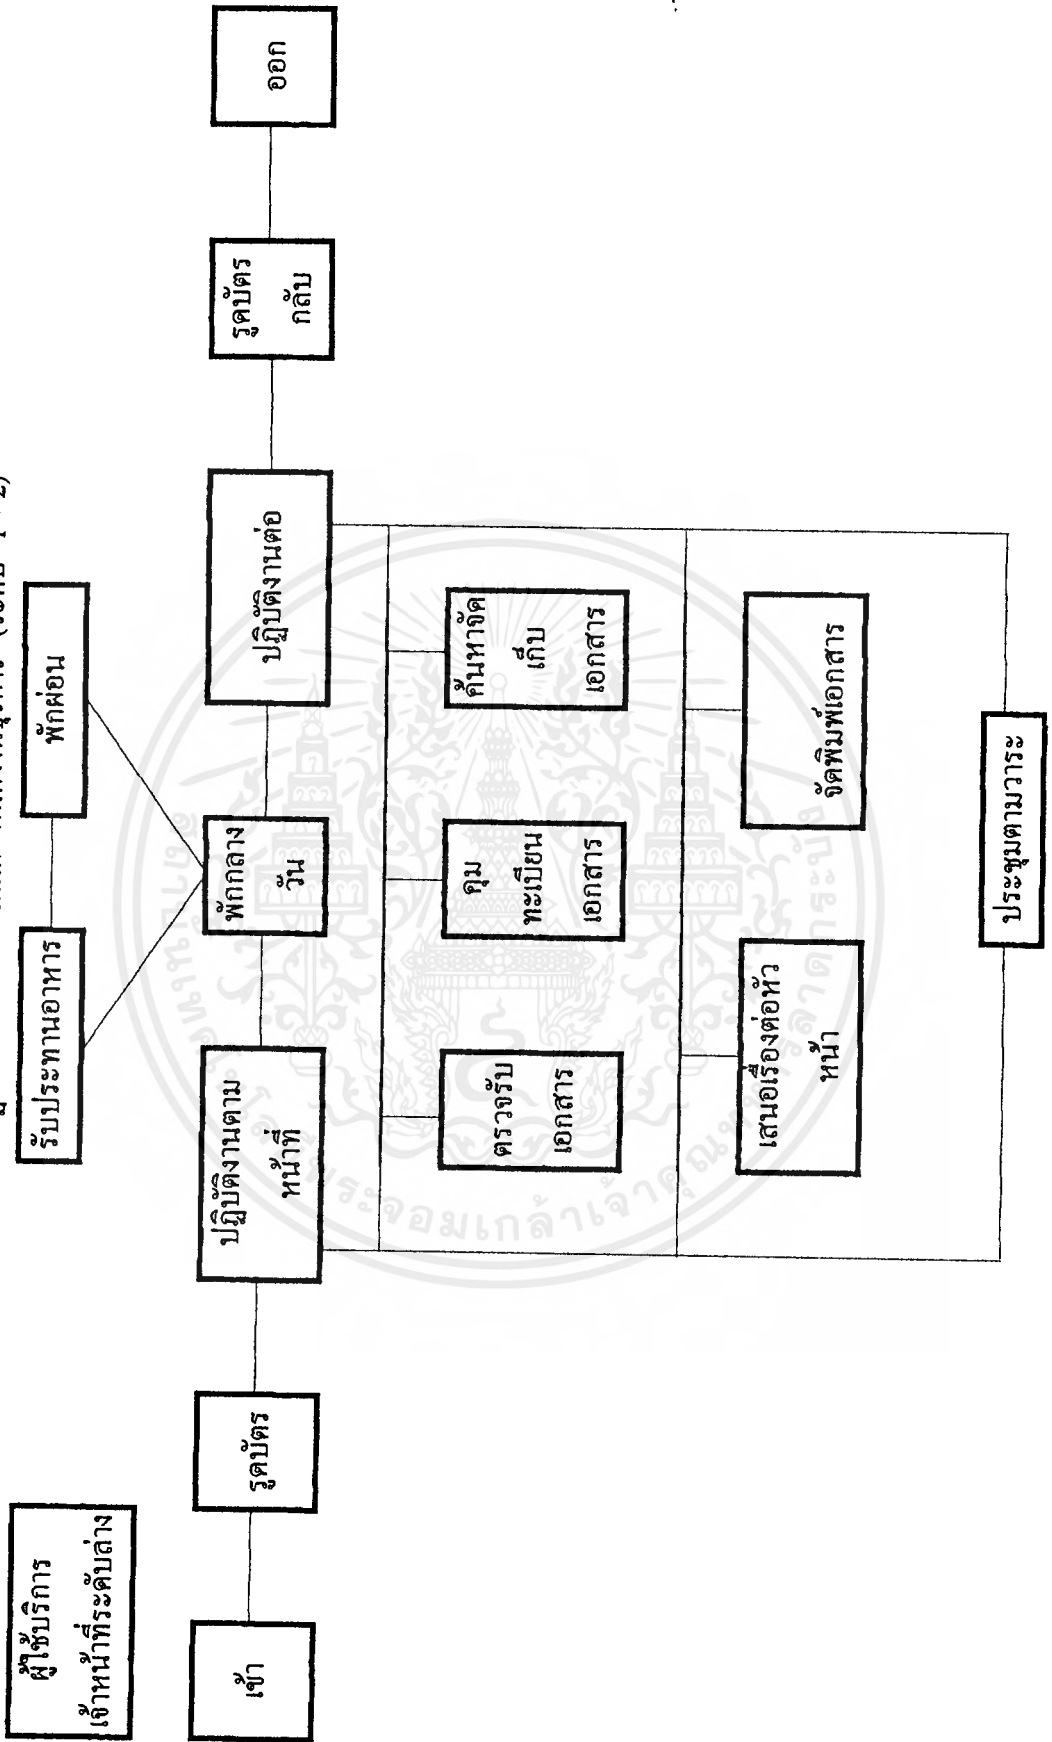 (ระดับ 1 - 2)
ผู้ใช้บริการ
เจ้าหน้าที่ระดับล่าง
รับประทานอาหาร
พักผ่อน
เข้า
รูดบัตร
ปฏิบัติงานตาม
หน้าที่
พักกลาง
วัน
ปฏิบัติงานต่อ
รูดบัตร
กลับ
ออก
ตรวจรับ
เอกสาร
คุม
ทะเบียน
เอกสาร
ค้นหาจัด
เก็บ
เอกสาร
เสนอเรื่องต่อหัว
หน้า
จัดพิมพ์เอกสาร
ประชุมตามวาระ